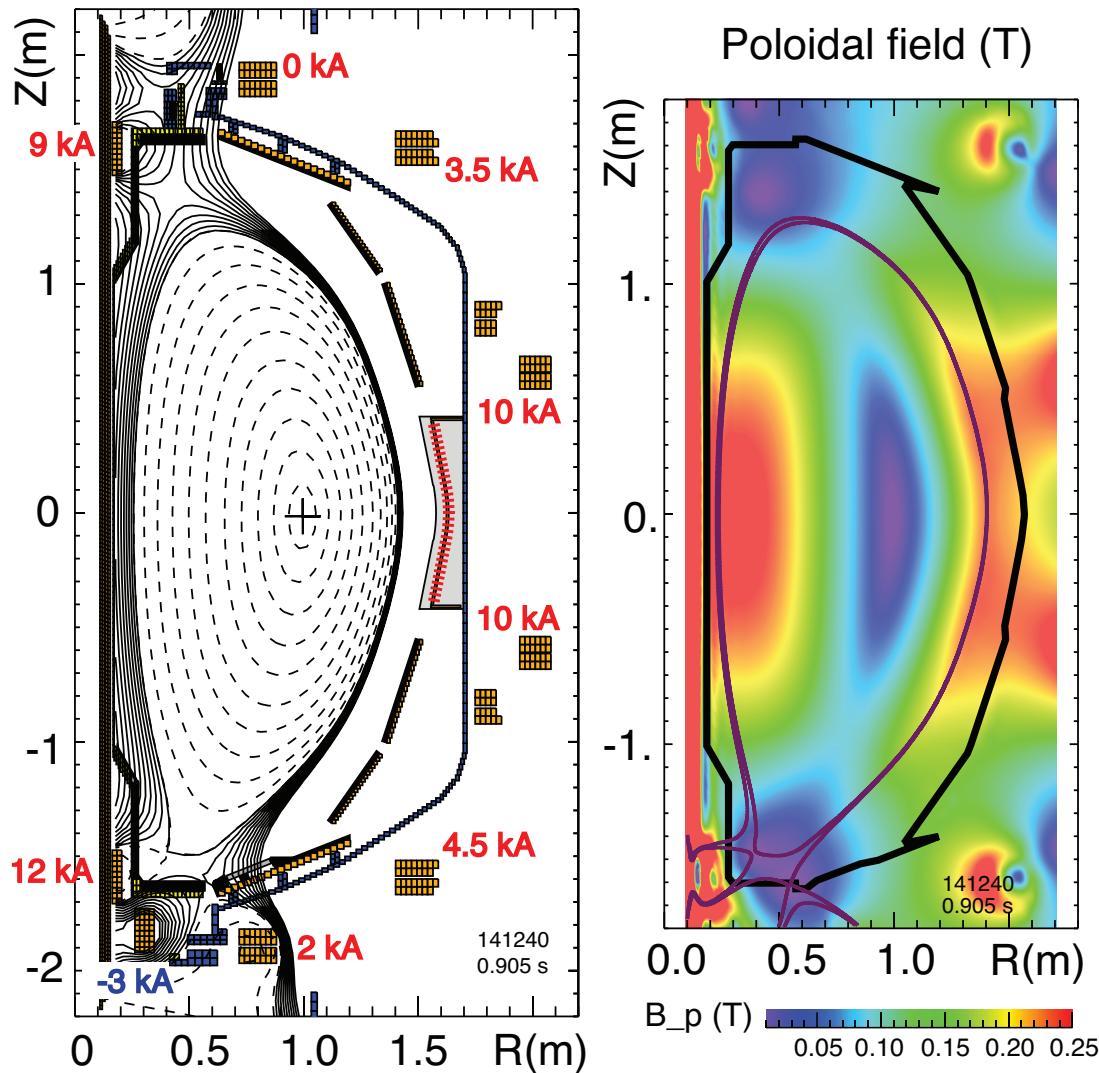 Z(m)
0 kA
9 kA
3.5 kA
1
10 kA
0
10 kA
-1
12 kA
4.5 kA
2 kA
141240
0.905 s
-2
-3 kA
0
0.5
1.0
1.5
R(m)
Poloidal field (T)
Z(m)
1.
0.
-1.
141240
0.905 s
0.0
0.5
1.0
R(m)
B_p (T)
0.05
0.10
0.15
0.20
0.25